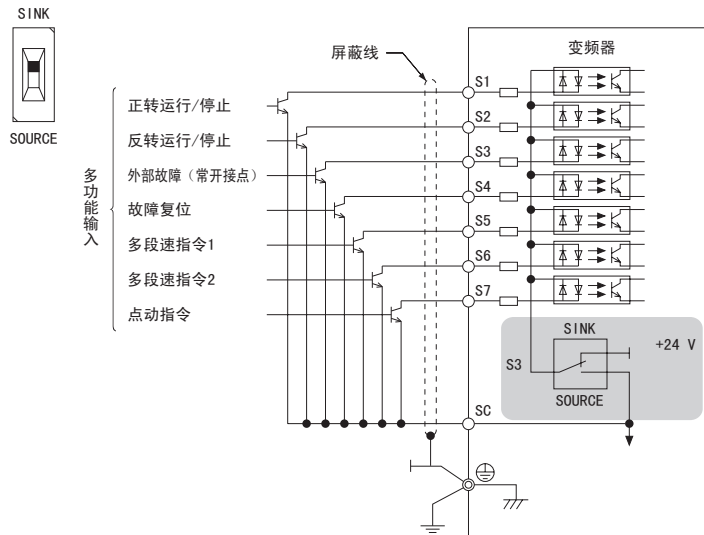 SINK
SOURCE
屏蔽线
变频器
多功能输入
正转运行/停止
反转运行/停止
外部故障（常开接点）
故障复位
多段速指令1
多段速指令2
点动指令
S1
S2
S3
S4
S5
S6
S7
SINK
+24 V
S3
SOURCE
SC